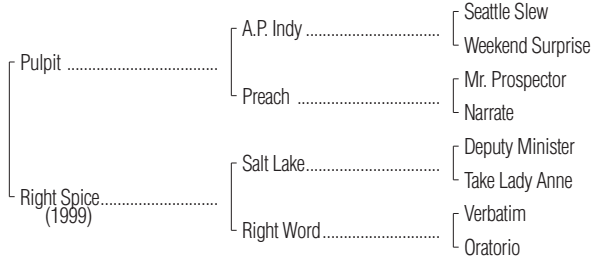 Seattle Slew
A.P. Indy ..............................
Weekend Surprise
Pulpit ..................................
Mr. Prospector
Preach ................................
Narrate
Deputy Minister
Salt Lake..............................
Take Lady Anne
Right Spice..........................
(1999)
Verbatim
Right Word..........................
Oratorio